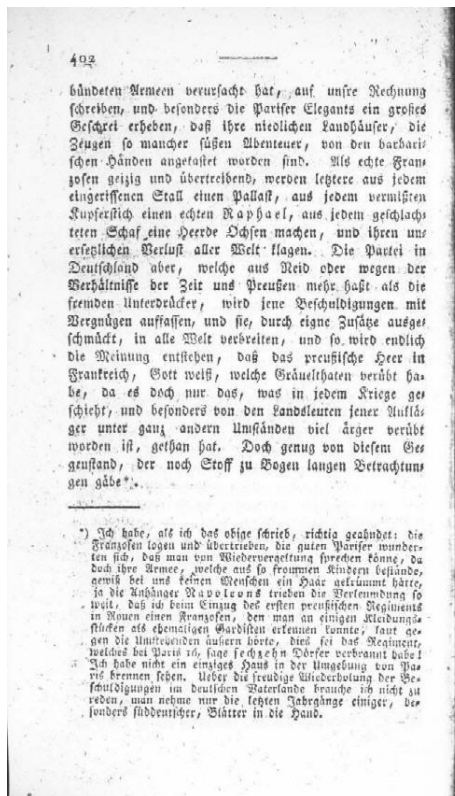 402
bündeten Armeen verursacht hat, auf unsre Rechnung
schreiben, und besonders die Pariser Elegants ein großes
Geschrei erheben, daß ihre niedlichen Landhäuser, die
Zeugen so mancher süßen Abenteuer, von den barbari-
schen Händen angetastet worden sind. Als echte Fran-
zosen geizig und übertreibend, werden letztere aus jedem
eingerissenen Stall einen Pallast, aus jedem vermißten
Kupferstich einen echten Raphael, aus jedem geschlach-
teten Schaf eine Heerde Ochsen machen, und ihren un-
ersetzlichen Verlust aller Welt klagen. Die Partei in
Deutschland aber, welche aus Neid oder wegen der
Verhältnisse der Zeit uns Preußen mehr haßt als die
fremden Unterdrücker, wird jene Beschuldigungen mit
Vergnügen auffassen, und sie, durch eigne Zusätze ausge-
schmückt, in alle Welt verbreiten, und so wird endlich
die Meinung entstehen, daß das preußische Heer in
Frankreich, Gott weiß, welche Gräuelthaten verübt ha-
be, da es doch nur das, was in jedem Kriege ge-
schieht, und besonders von den Landsleuten jener Anklä-
ger unter ganz andern Umständen viel ärger verübt
worden ist, gethan hat. Doch genug von diesem Ge-
genstand, der noch Stoff zu Bogen langen Betrachtun-
gen gäbe*).
*) Ich habe, als ich das obige schrieb, richtig geahndet: die
Franzosen logen und übertrieben, die guten Pariser wunder-
ten sich, daß man von Wiedervergeltung sprechen könne, da
doch ihre Armee, welche aus so frommen Kindern bestände,
gewiß bei uns keinen Menschen ein Haar gekrümmt hätte,
ja die Anhänger Napoleons trieben die Verleumdung so
weit, daß ich beim Einzug des ersten preußischen Regiments
in Rouen einen Franzosen, den man an einigen Kleidungs-
stücken als ehemaligen Gardisten erkennen konnte, laut ge-
gen die Umstehenden äußern hörte, dies sei das Regiment,
welches bei Paris 16, sage sechzehn Dörfer verbrannt habe!
Ich habe nicht ein einziges Haus in der Umgebung von Pa-
ris brennen sehen. Ueber die freudige Wiederholung der Be-
schuldigungen im deutschen Vaterlande brauche ich nicht zu
reden, man nehme nur die letzten Jahrgänge einiger, be-
sonders süddeutscher, Blätter in die Hand.